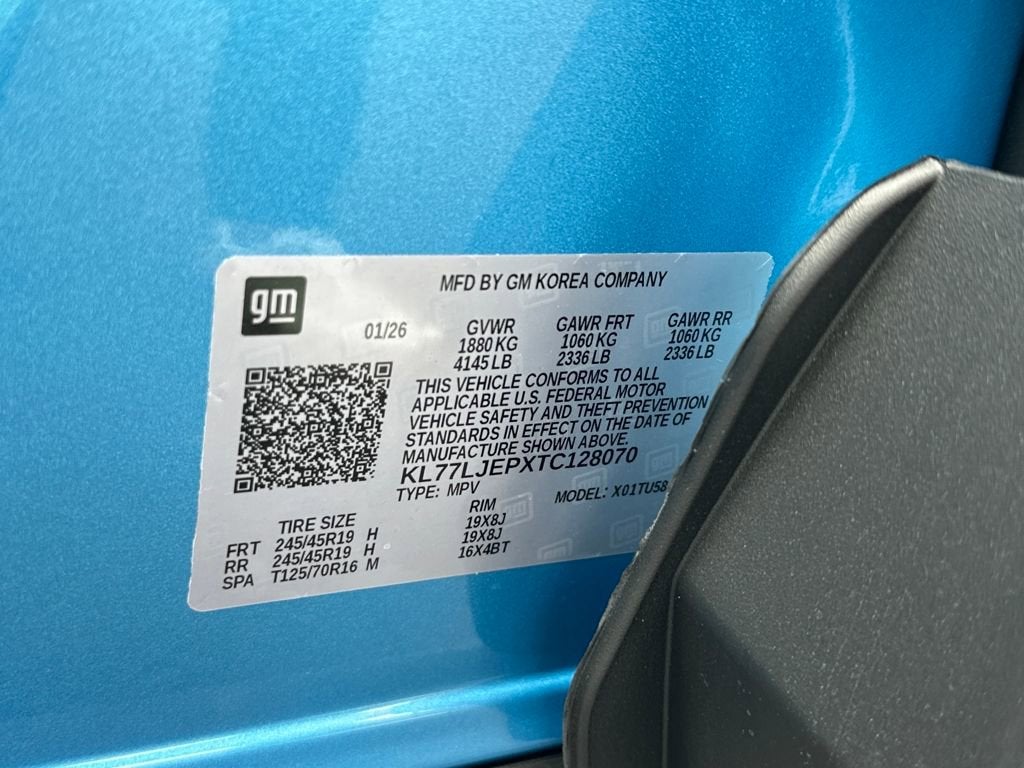 gm
MFD BY GM KOREA COMPANY
01/26
GVWR GAWR FRT GAWR RR
1880 KG 1060 KG 1060 KG
4145 LB 2336 LB 2336 LB
THIS VEHICLE CONFORMS TO ALL
APPLICABLE U.S. FEDERAL MOTOR
VEHICLE SAFETY AND THEFT PREVENTION
STANDARDS IN EFFECT ON THE DATE OF
MANUFACTURE SHOWN ABOVE.
KL77LJEPXTC128070
TYPE: MPV MODEL: X01TU58
TIRE SIZE RIM
FRT 245/45R19 H 19X8J
RR 245/45R19 H 19X8J
SPA T125/70R16 M 16X4BT